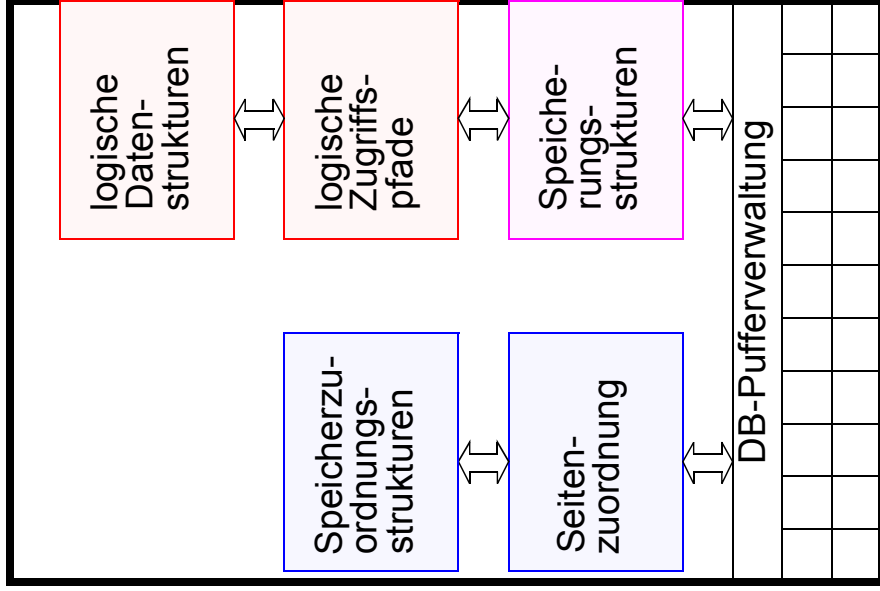 logische
Daten-
strukturen
logische
Zugriffs-
pfade
Speiche-
rungs-
strukturen
Speicherzu-
ordnungs-
strukturen
Seiten-
zuordnung
DB-Pufferverwaltung